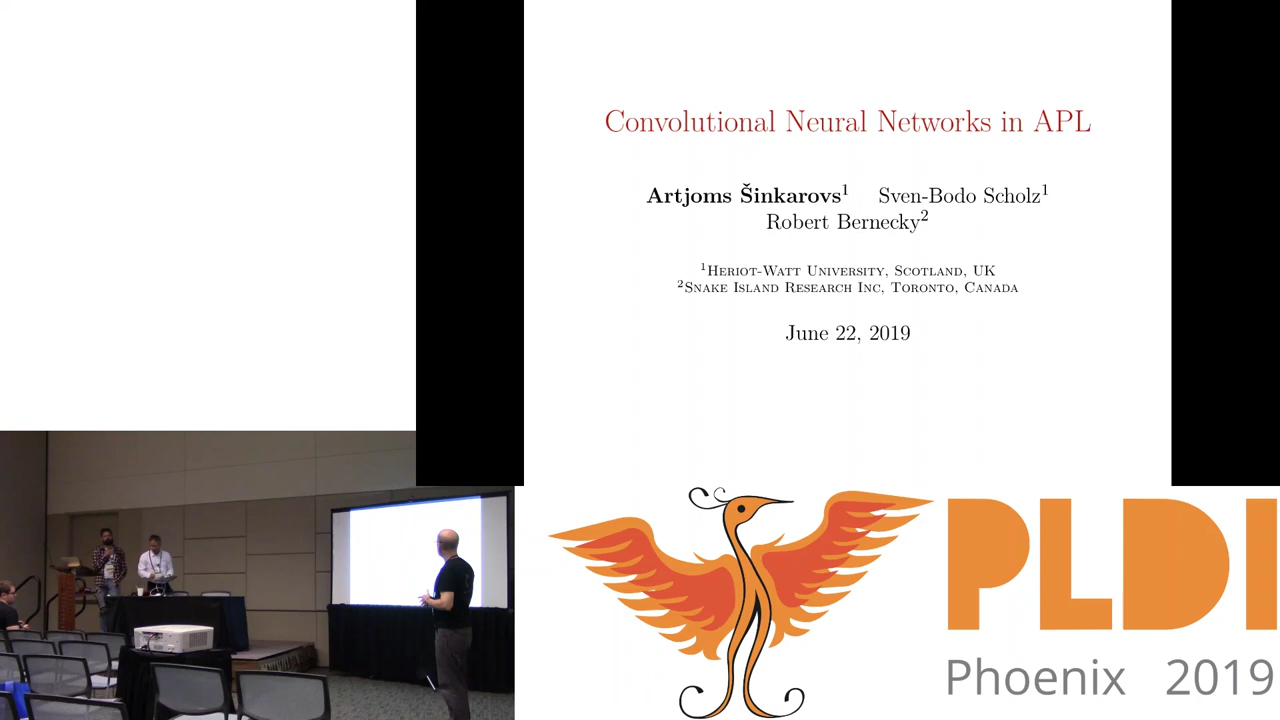 Convolutional Neural Networks in APL
Artjoms Šinkarovs¹ Sven-Bodo Scholz¹
Robert Bernecky²
¹Heriot-Watt University, Scotland, UK
²Snake Island Research Inc, Toronto, Canada
June 22, 2019
PLDI
Phoenix 2019